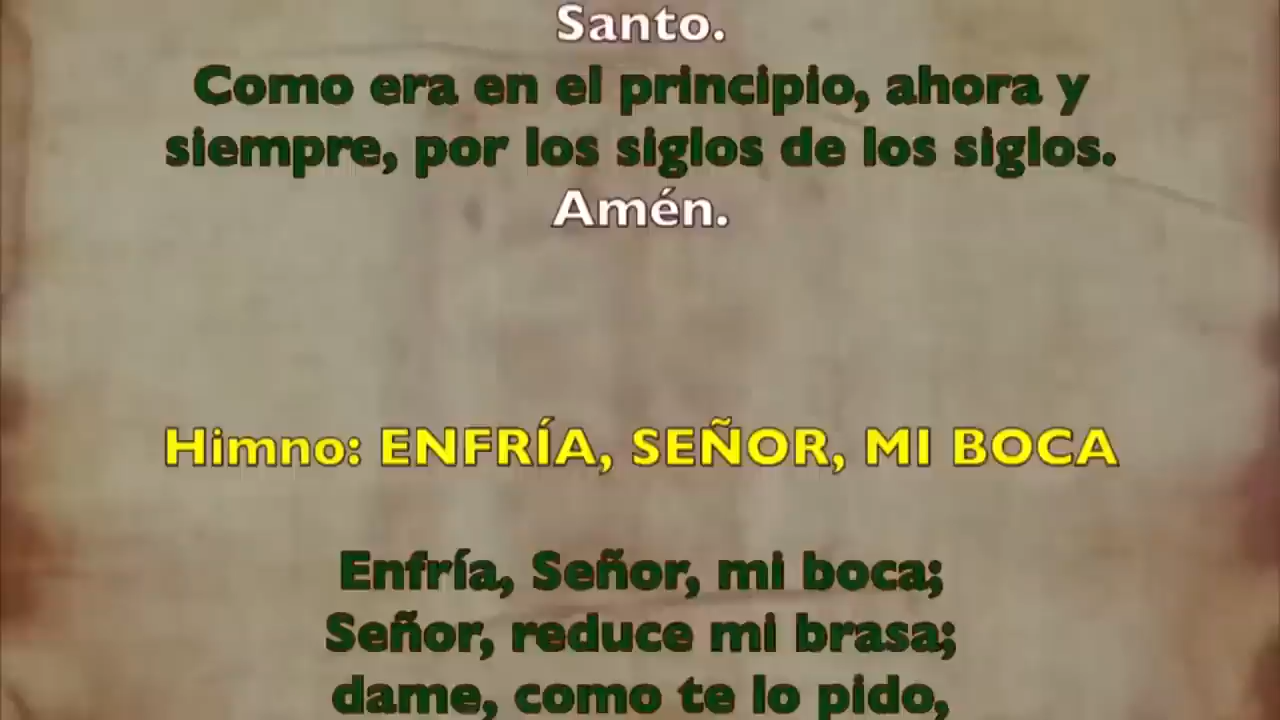 Santo.
Como era en el principio, ahora y
siempre, por los siglos de los siglos.
Amén.
Himno: ENFRÍA, SEÑOR, MI BOCA
Enfría, Señor, mi boca;
Señor, reduce mi brasa;
dame, como te lo pido,